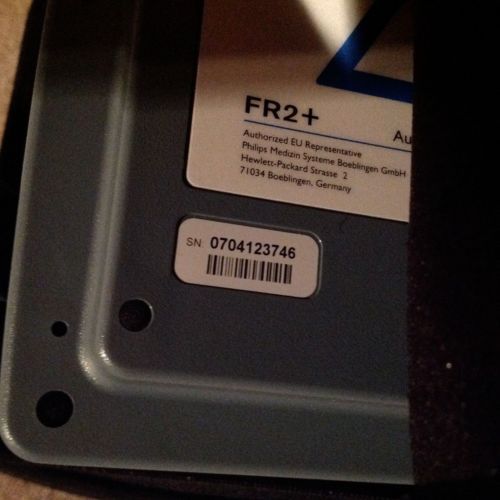 FR2+
Au
Authorized EU Representative
Philips Medizin Systeme Boeblingen GmbH
Hewlett-Packard Strasse 2
71034 Boeblingen, Germany
SN: 0704123746